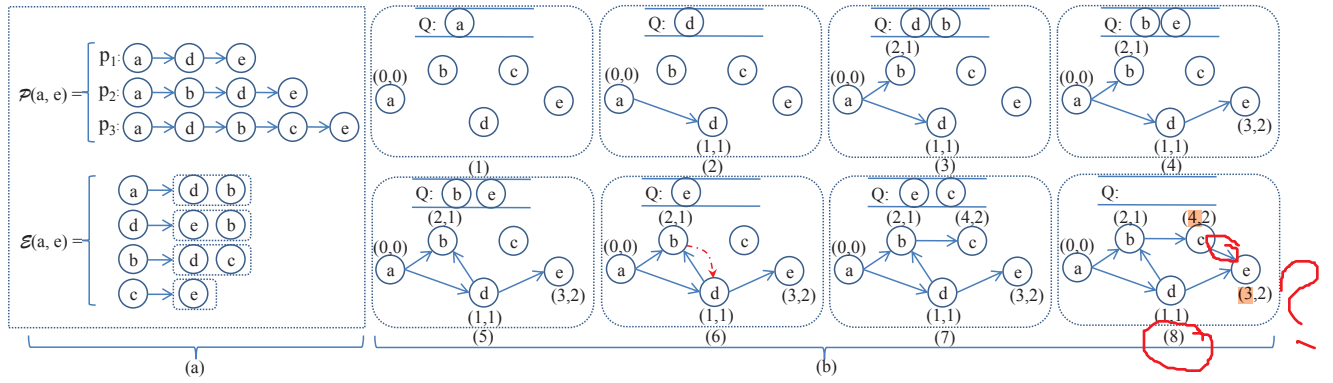 𝒫(a, e) =
p₁: a d e
p₂: a b d e
p₃: a d b c e
ℰ(a, e) =
a d b
d e b
b d c
c e
(a)
Q: a
(0,0)
b c
a e
d
(1)
Q: d
(0,0)
b c
a e
d
(1,1)
(2)
Q: d b
(2,1)
(0,0)
b c
a e
d
(1,1)
(3)
Q: b e
(2,1)
(0,0)
b c
a e
d
(3,2)
(1,1)
(4)
Q: b e
(2,1)
(0,0)
b c
a e
d
(3,2)
(1,1)
(5)
Q: e
(2,1)
(0,0)
b c
a e
d
(3,2)
(1,1)
(6)
Q: e c
(2,1) (4,2)
(0,0)
b c
a e
d
(3,2)
(1,1)
(7)
Q:
(2,1) (4,2)
(0,0)
b c
a e
d
(3,2)
(1,1)
(8)
(b)
?